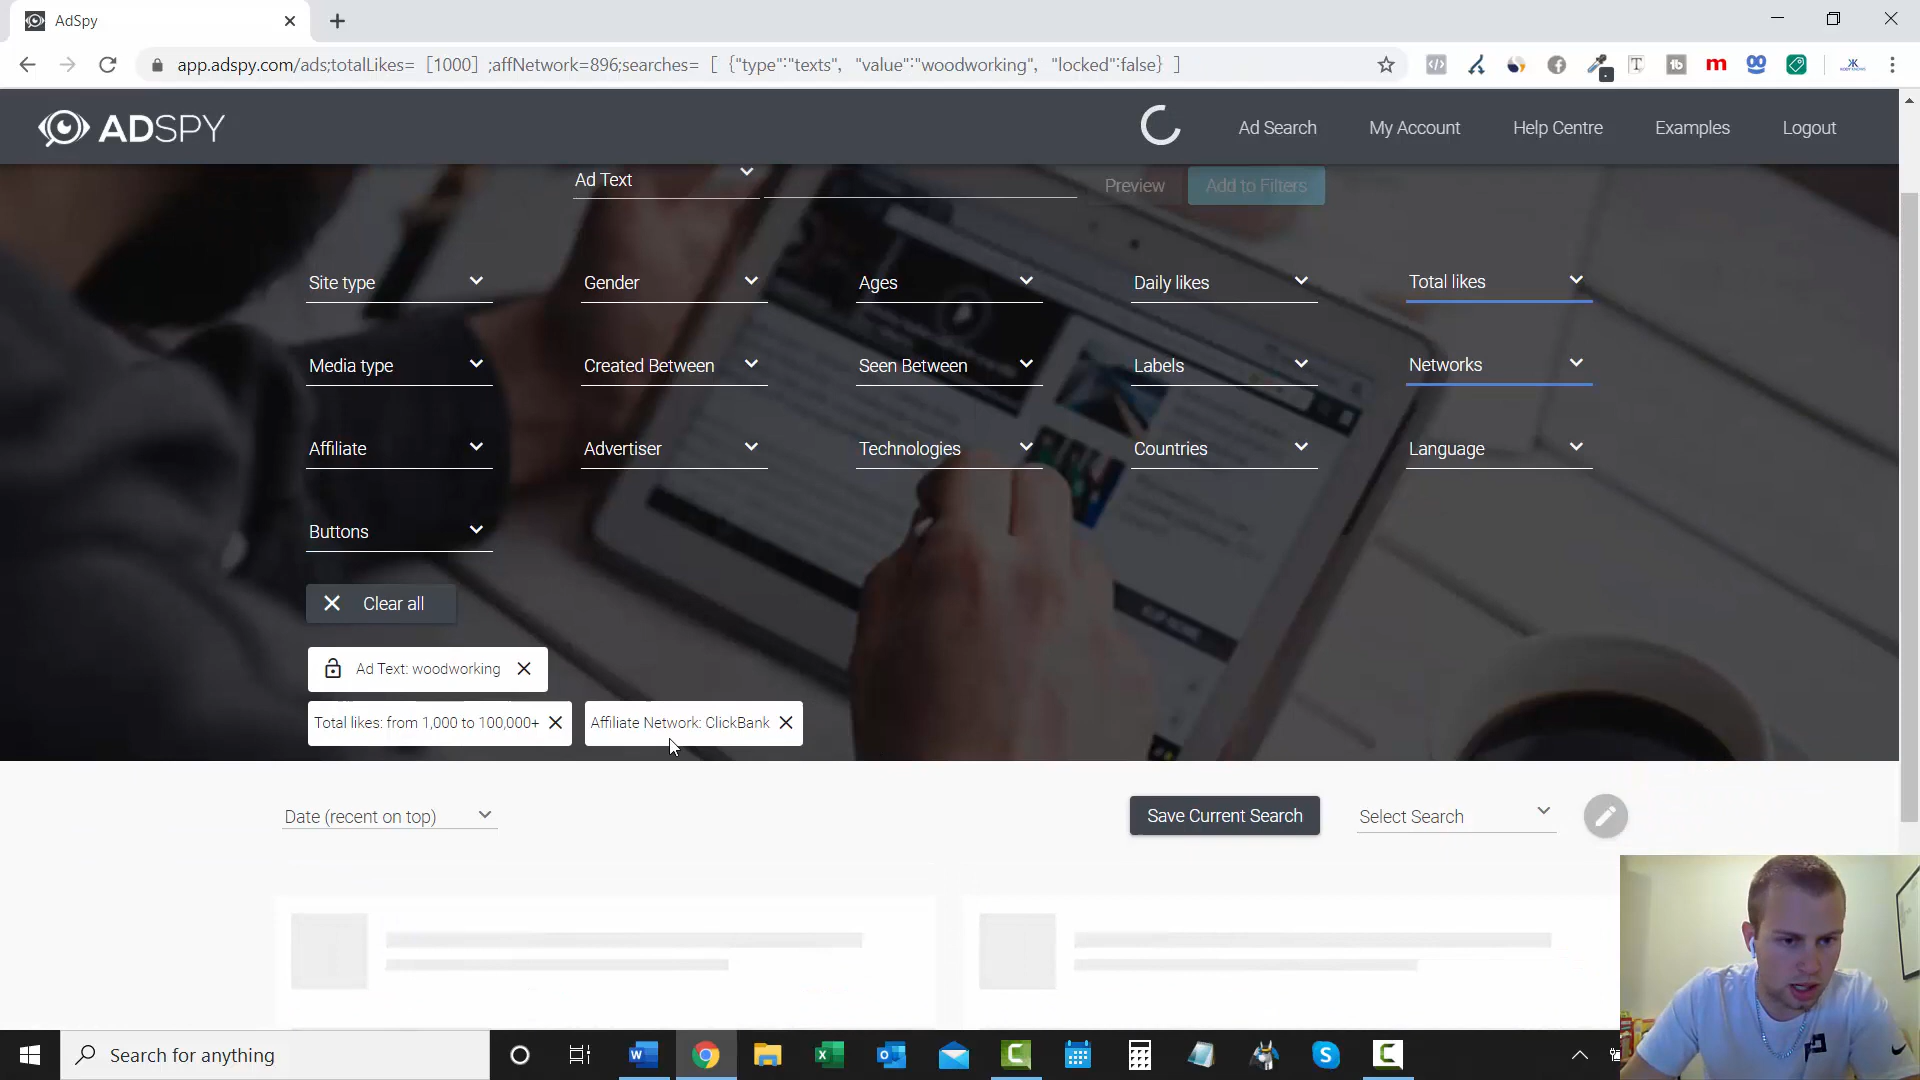 AdSpy
app.adspy.com/ads;totalLikes= [1000] ;affNetwork=896;searches= [ {"type":"texts", "value":"woodworking", "locked":false} ]
ADSPY
Ad Search
My Account
Help Centre
Examples
Logout
Ad Text
Preview
Add to Filters
Site type
Gender
Ages
Daily likes
Total likes
Media type
Created Between
Seen Between
Labels
Networks
Affiliate
Advertiser
Technologies
Countries
Language
Buttons
Clear all
Ad Text: woodworking
Total likes: from 1,000 to 100,000+
Affiliate Network: ClickBank
Date (recent on top)
Save Current Search
Select Search
Search for anything